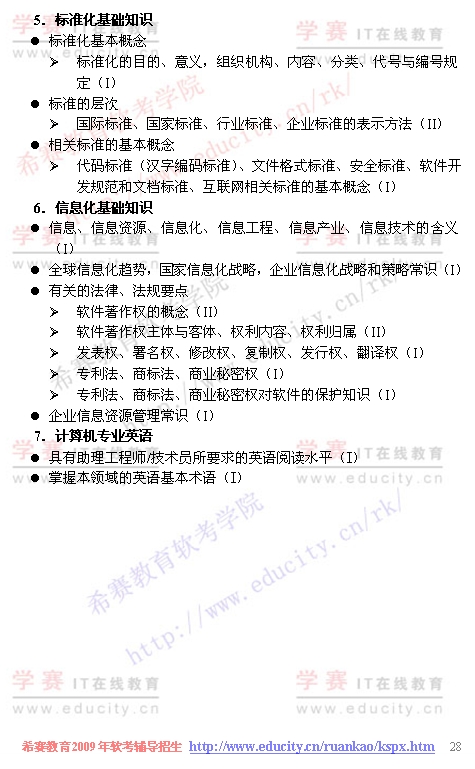 5. 标准化基础知识
● 标准化基本概念
➢ 标准化的目的、意义，组织机构、内容、分类、代号与编号规
定（I）
● 标准的层次
➢ 国际标准、国家标准、行业标准、企业标准的表示方法（II）
● 相关标准的基本概念
➢ 代码标准（汉字编码标准）、文件格式标准、安全标准、软件开
发规范和文档标准、互联网相关标准的基本概念（I）
6. 信息化基础知识
● 信息、信息资源、信息化、信息工程、信息产业、信息技术的含义
（I）
● 全球信息化趋势，国家信息化战略，企业信息化战略和策略常识（I）
● 有关的法律、法规要点
➢ 软件著作权的概念（II）
➢ 软件著作权主体与客体、权利内容、权利归属（II）
➢ 发表权、署名权、修改权、复制权、发行权、翻译权（I）
➢ 专利法、商标法、商业秘密权（I）
➢ 专利法、商标法、商业秘密权对软件的保护知识（I）
● 企业信息资源管理常识（I）
7. 计算机专业英语
● 具有助理工程师/技术员所要求的英语阅读水平（I）
● 掌握本领域的英语基本术语（I）
学赛 IT在线教育 学赛 IT在线教育
www.educity.cn www.educity.cn
希赛教育软考学院
http://www.educity.cn/rk/
希赛教育2009年软考辅导招生 http://www.educity.cn/ruankao/kspx.htm 28